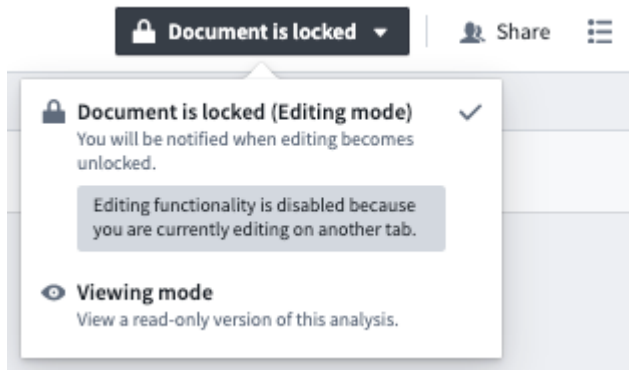 Document is locked
Share
Document is locked (Editing mode)
You will be notified when editing becomes
unlocked.
Editing functionality is disabled because
you are currently editing on another tab.
Viewing mode
View a read-only version of this analysis.